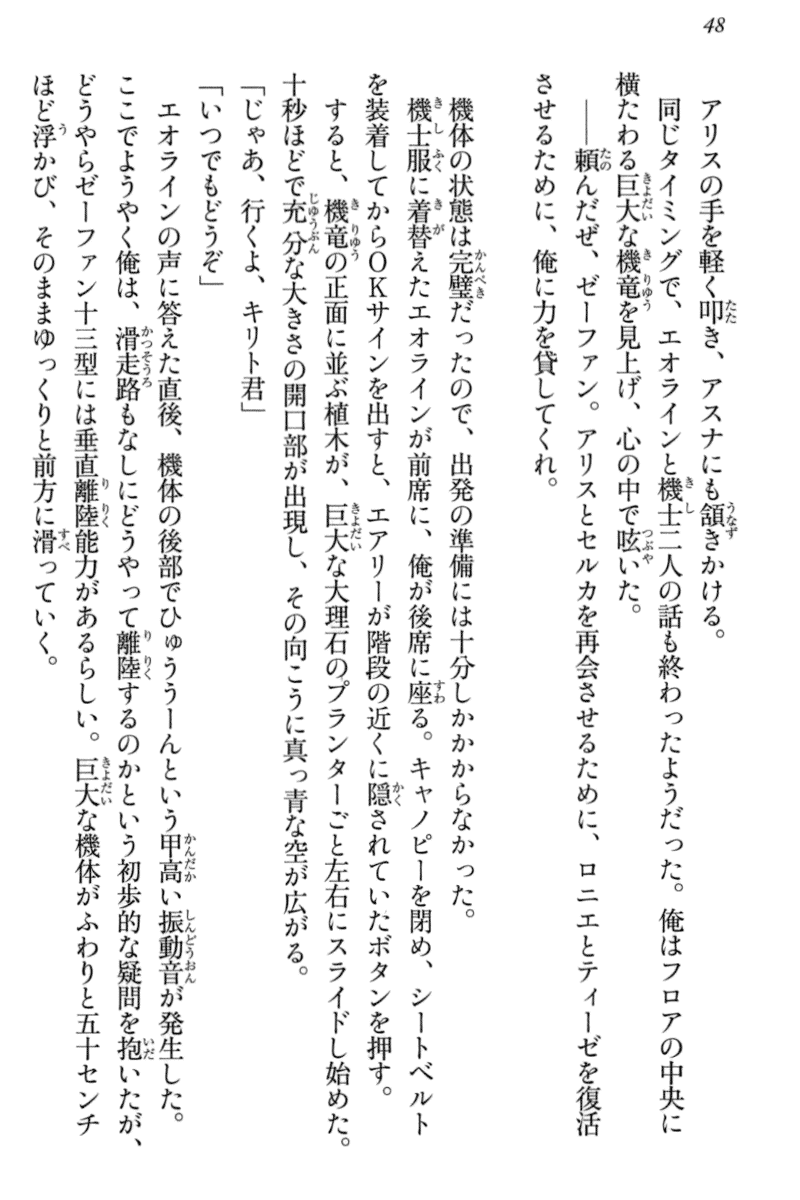 48
アリスの手を軽く叩き、アスナにも頷きかける。
同じタイミングで、エオラインと機士二人の話も終わったようだった。俺はフロアの中央に
横たわる巨大な機竜を見上げ、心の中で呟いた。
――頼んだぜ、ゼーファン。アリスとセルカを再会させるために、ロニエとティーゼを復活
させるために、俺に力を貸してくれ。
機体の状態は完璧だったので、出発の準備には十分しかかからなかった。
機士服に着替えたエオラインが前席に、俺が後席に座る。キャノピーを閉め、シートベルト
を装着してからOKサインを出すと、エアリーが階段の近くに隠されていたボタンを押す。
すると、機竜の正面に並ぶ植木が、巨大な大理石のプランターごと左右にスライドし始めた。
十秒ほどで充分な大きさの開口部が出現し、その向こうに真っ青な空が広がる。
「じゃあ、行くよ、キリト君」
「いつでもどうぞ」
エオラインの声に答えた直後、機体の後部でひゅううーんという甲高い振動音が発生した。
ここでようやく俺は、滑走路もなしにどうやって離陸するのかという初歩的な疑問を抱いたが、
どうやらゼーファン十三型には垂直離陸能力があるらしい。巨大な機体がふわりと五十センチ
ほど浮かび、そのままゆっくりと前方に滑っていく。